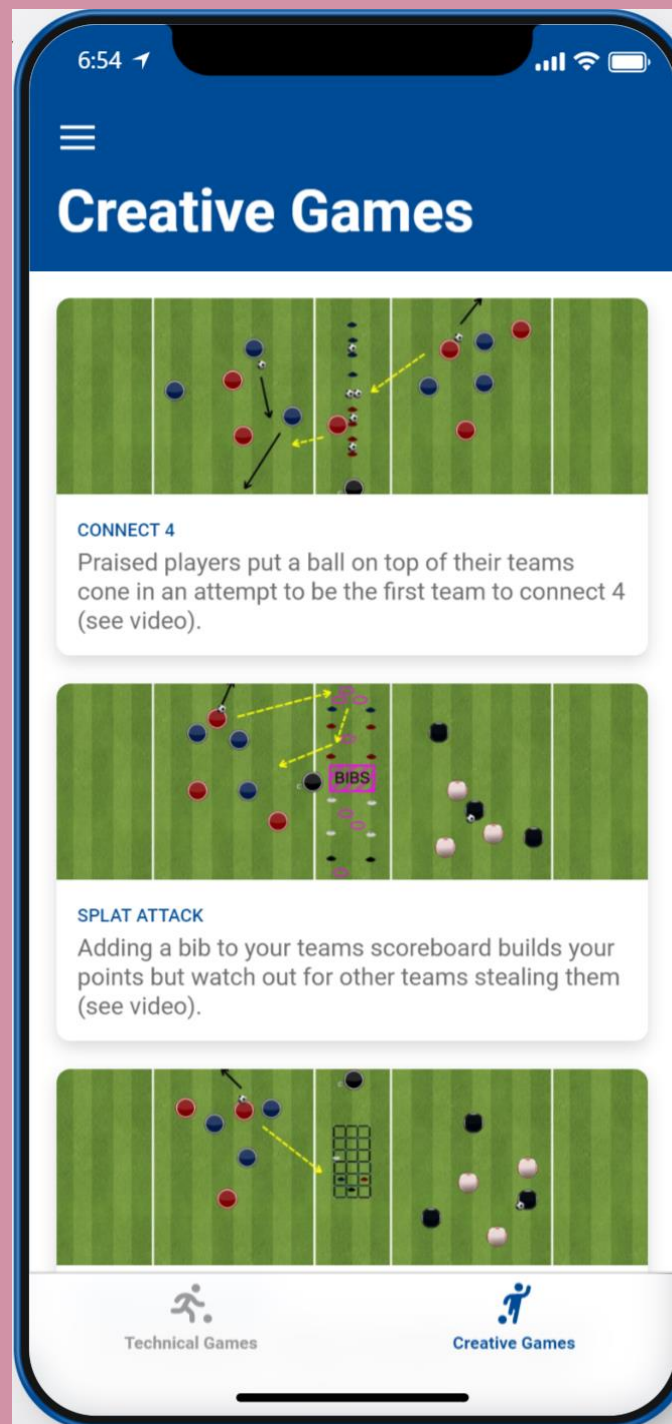 6:54
Creative Games
CONNECT 4
Praised players put a ball on top of their teams
cone in an attempt to be the first team to connect 4
(see video).
BIBS
SPLAT ATTACK
Adding a bib to your teams scoreboard builds your
points but watch out for other teams stealing them
(see video).
Technical Games
Creative Games